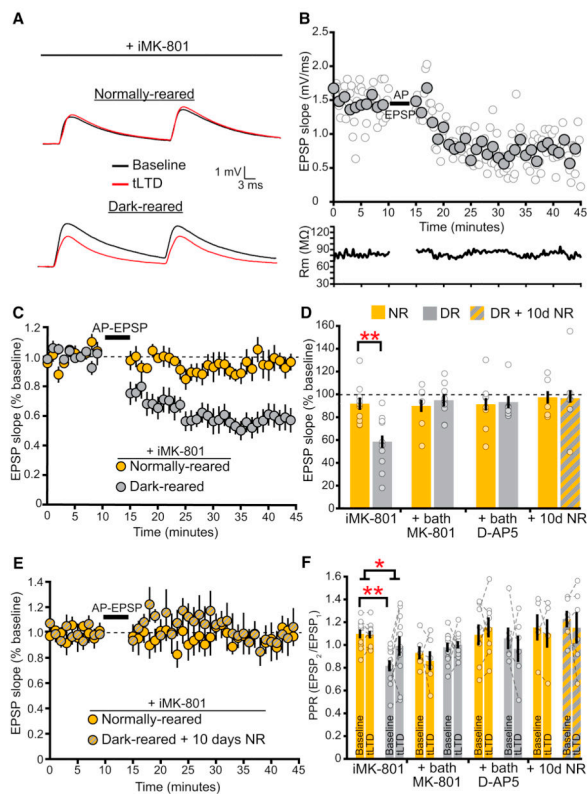 A
+ iMK-801
Normally-reared
Baseline
tLTD
1 mV
3 ms
Dark-reared
B
EPSP slope (mV/ms)
2.5
2.0
1.5
1.0
0.5
0
AP
EPSP
0 5 10 15 20 25 30 35 40 45
Time (minutes)
Rm (MΩ)
150
120
90
60
30
C
AP-EPSP
EPSP slope (% baseline)
1.2
1.0
0.8
0.6
0.4
0.2
0
+ iMK-801
Normally-reared
Dark-reared
0 5 10 15 20 25 30 35 40 45
Time (minutes)
D
NR DR DR + 10d NR
**
EPSP slope (% baseline)
160
140
120
100
80
60
40
20
0
iMK-801 + bath MK-801 + bath D-AP5 + 10d NR
E
AP-EPSP
EPSP slope (% baseline)
1.4
1.2
1.0
0.8
0.6
0.4
0.2
0
+ iMK-801
Normally-reared
Dark-reared + 10 days NR
0 5 10 15 20 25 30 35 40 45
Time (minutes)
F
*
**
PPR (EPSP₂/EPSP₁)
1.8
1.6
1.4
1.2
1.0
0.8
0.6
0.4
0.2
0
Baseline tLTD Baseline tLTD Baseline tLTD Baseline tLTD Baseline tLTD Baseline tLTD Baseline tLTD Baseline tLTD
iMK-801 + bath MK-801 + bath D-AP5 + 10d NR